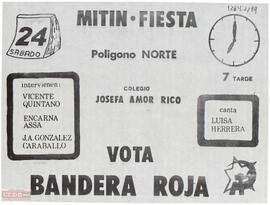 MITIN · FIESTA
24
SABADO
Poligono NORTE
7 TARDE
COLEGIO
JOSEFA AMOR RICO
intervienen:
VICENTE
QUINTANO
ENCARNA
ASSA
J.A. GONZALEZ
CARABALLO
canta
LUISA
HERRERA
VOTA
BANDERA ROJA